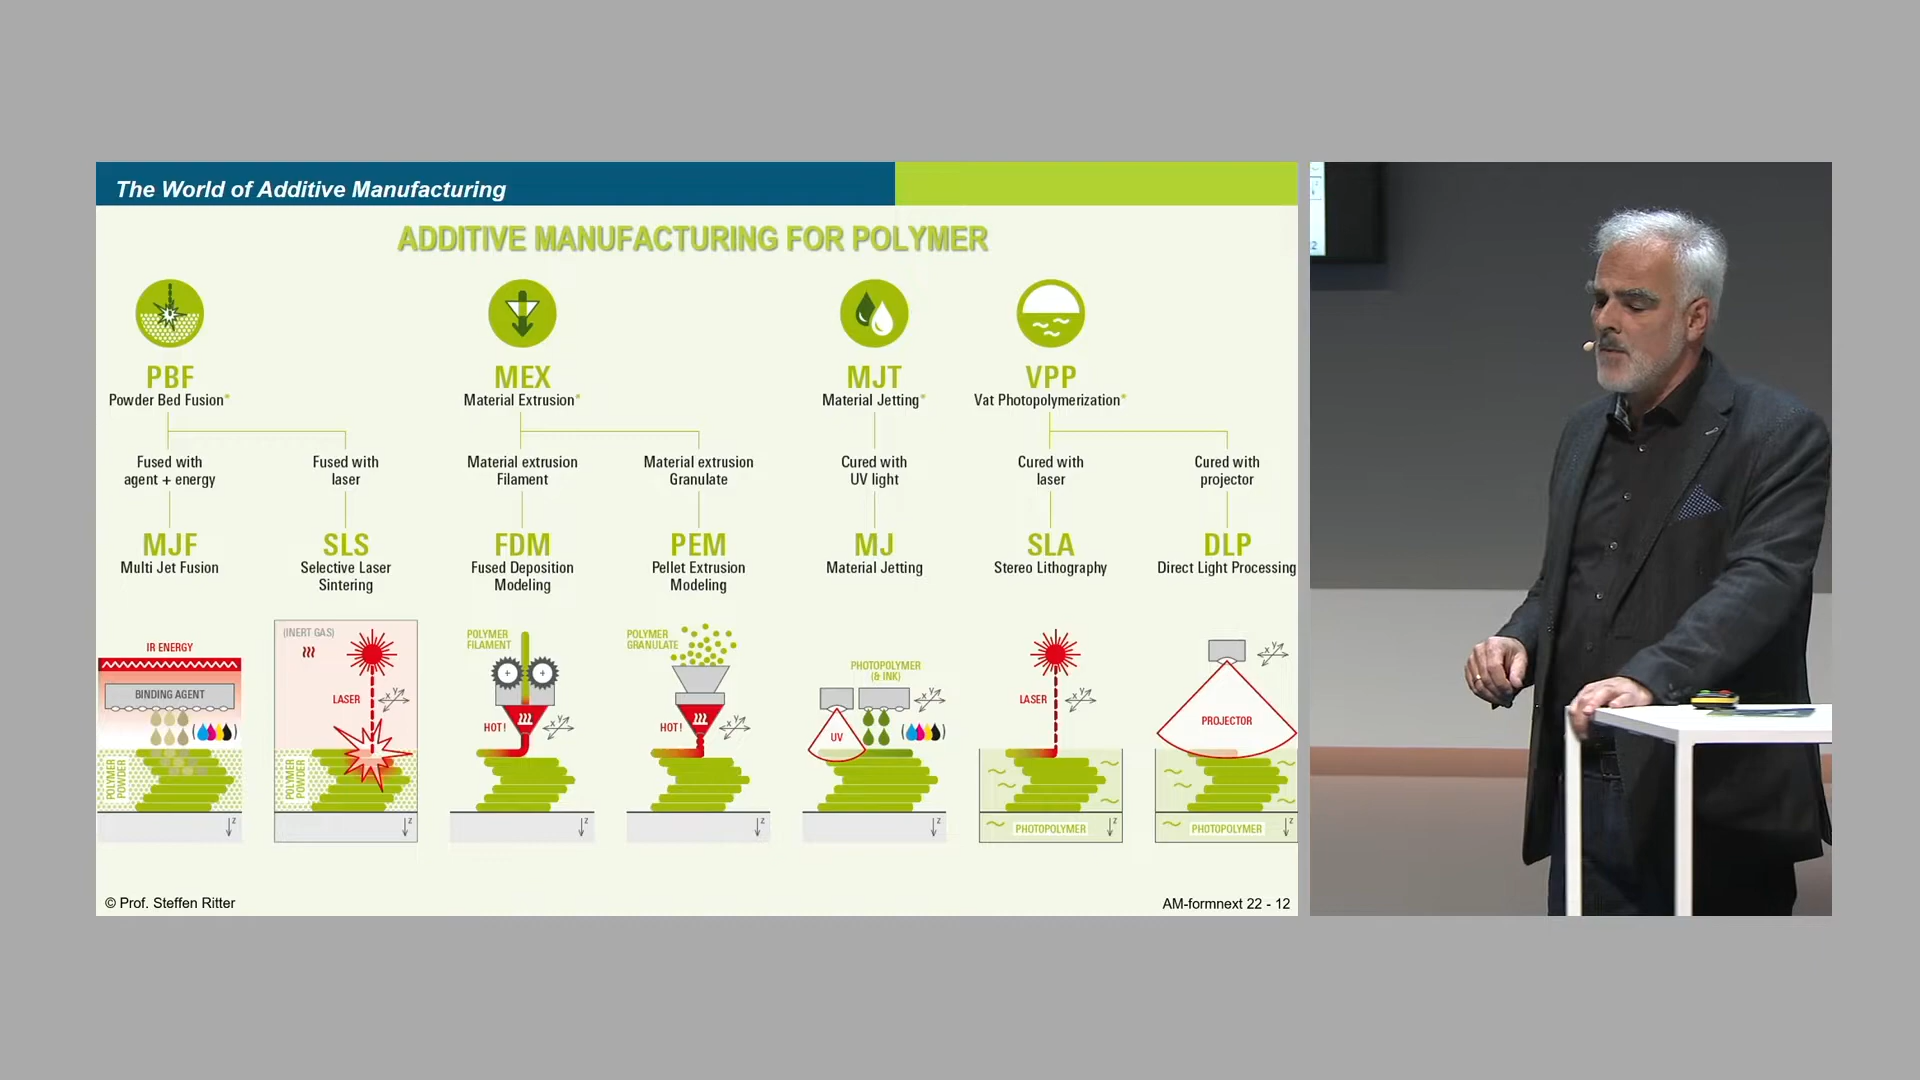 The World of Additive Manufacturing
ADDITIVE MANUFACTURING FOR POLYMER
PBF
Powder Bed Fusion*
MEX
Material Extrusion*
MJT
Material Jetting*
VPP
Vat Photopolymerization*
Fused with
agent + energy
Fused with
laser
Material extrusion
Filament
Material extrusion
Granulate
Cured with
UV light
Cured with
laser
Cured with
projector
MJF
Multi Jet Fusion
SLS
Selective Laser
Sintering
FDM
Fused Deposition
Modeling
PEM
Pellet Extrusion
Modeling
MJ
Material Jetting
SLA
Stereo Lithography
DLP
Direct Light Processing
IR ENERGY
BINDING AGENT
POLYMER
POWDER
z
(INERT GAS)
LASER
x y
POLYMER
POWDER
z
POLYMER
FILAMENT
+ +
HOT!
x y
z
POLYMER
GRANULATE
HOT!
x y
z
PHOTOPOLYMER
(& INK)
x y
UV
( )
z
LASER
x y
PHOTOPOLYMER
z
x y
PROJECTOR
PHOTOPOLYMER
z
© Prof. Steffen Ritter
AM-formnext 22 - 12
2